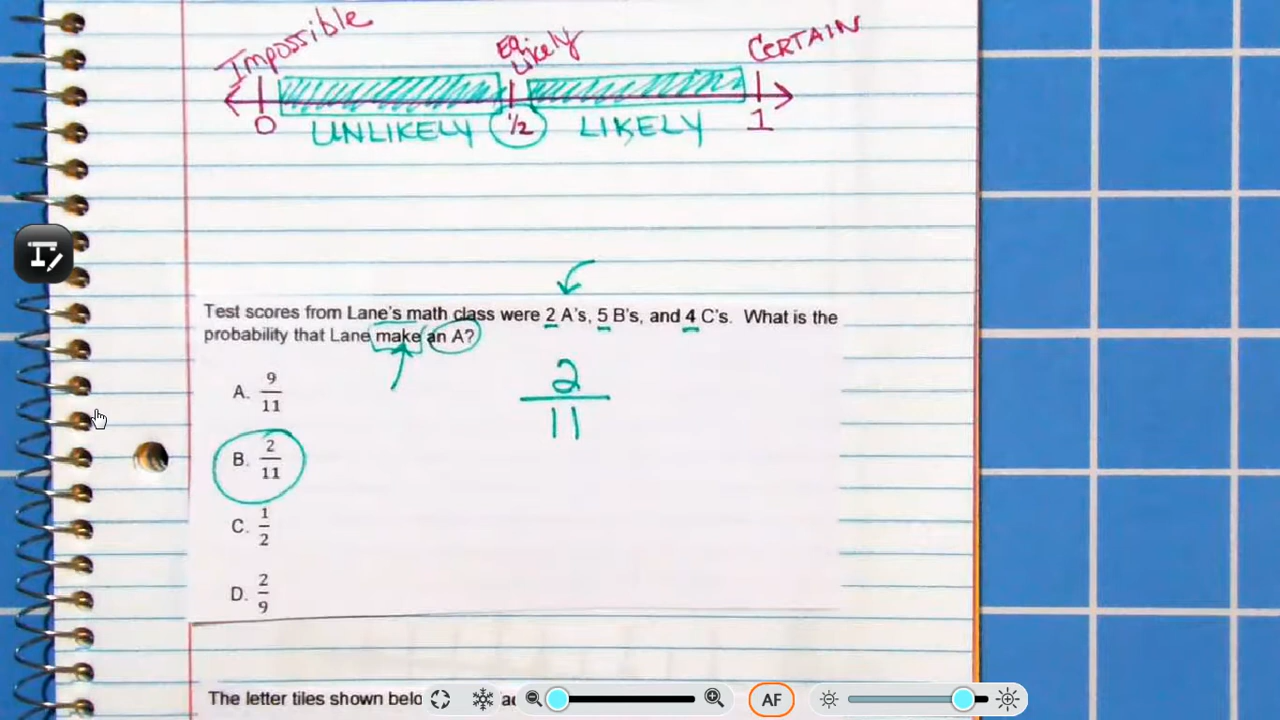 Impossible Eq. Likely CERTAIN
0 UNLIKELY 1/2 LIKELY 1
Test scores from Lane's math class were 2 A's, 5 B's, and 4 C's. What is the
probability that Lane make an A?
A. 9/11
2/11
B. 2/11
C. 1/2
D. 2/9
The letter tiles shown
AF